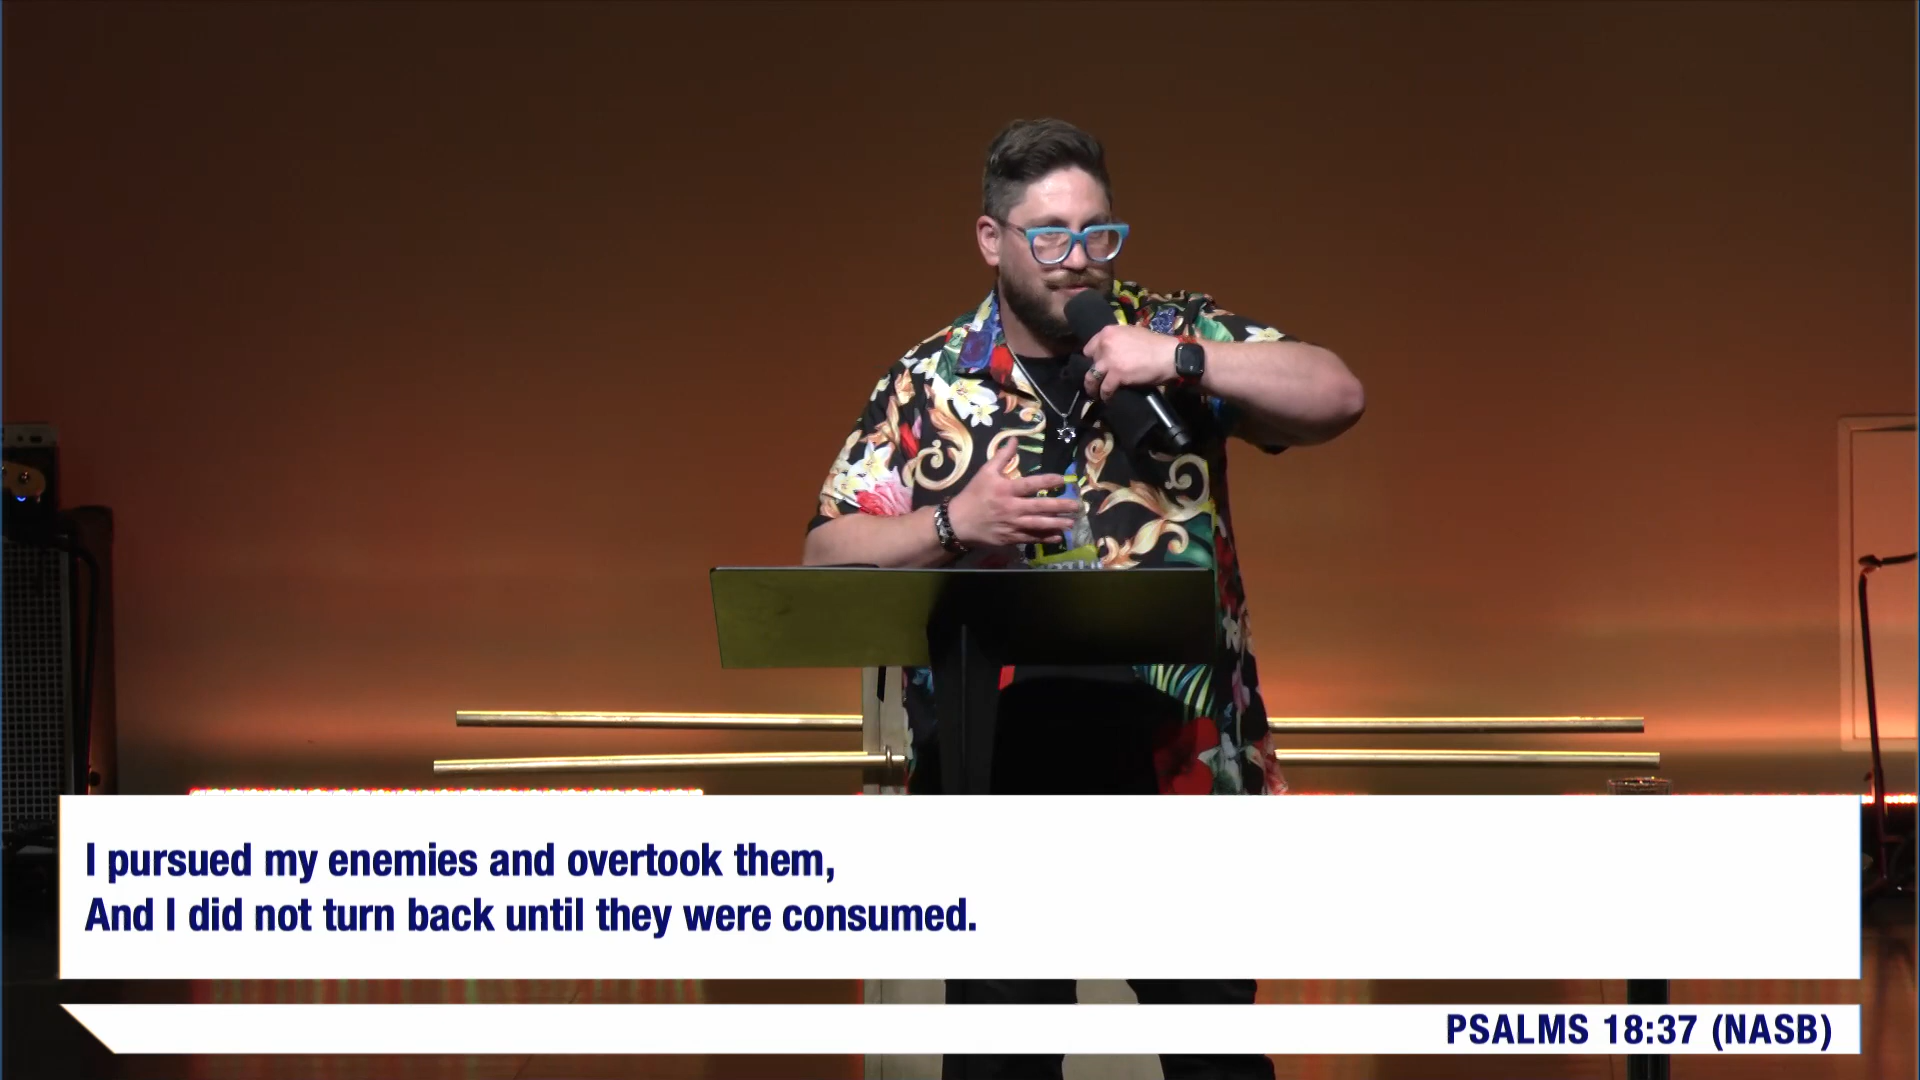 I pursued my enemies and overtook them,
And I did not turn back until they were consumed.
PSALMS 18:37 (NASB)